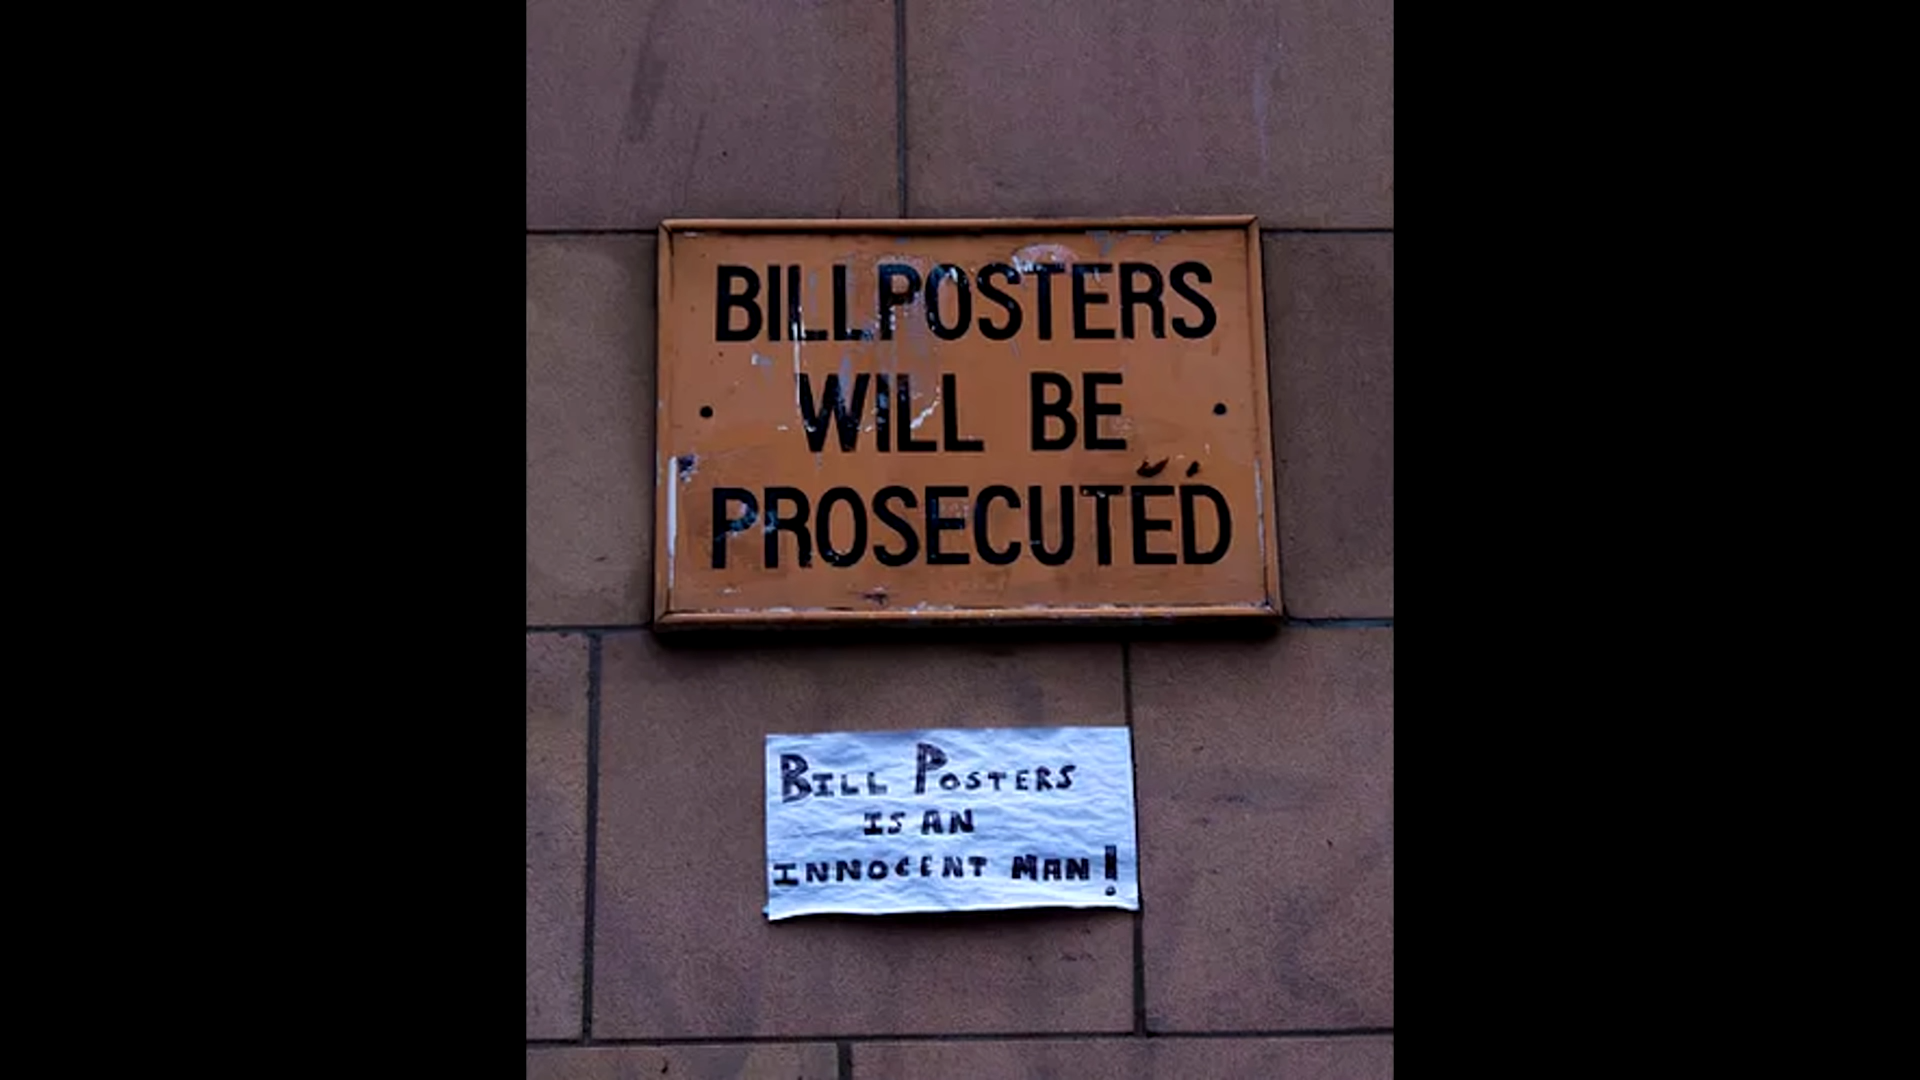 BILLPOSTERS
WILL BE
PROSECUTED
BILL POSTERS
IS AN
INNOCENT MAN!